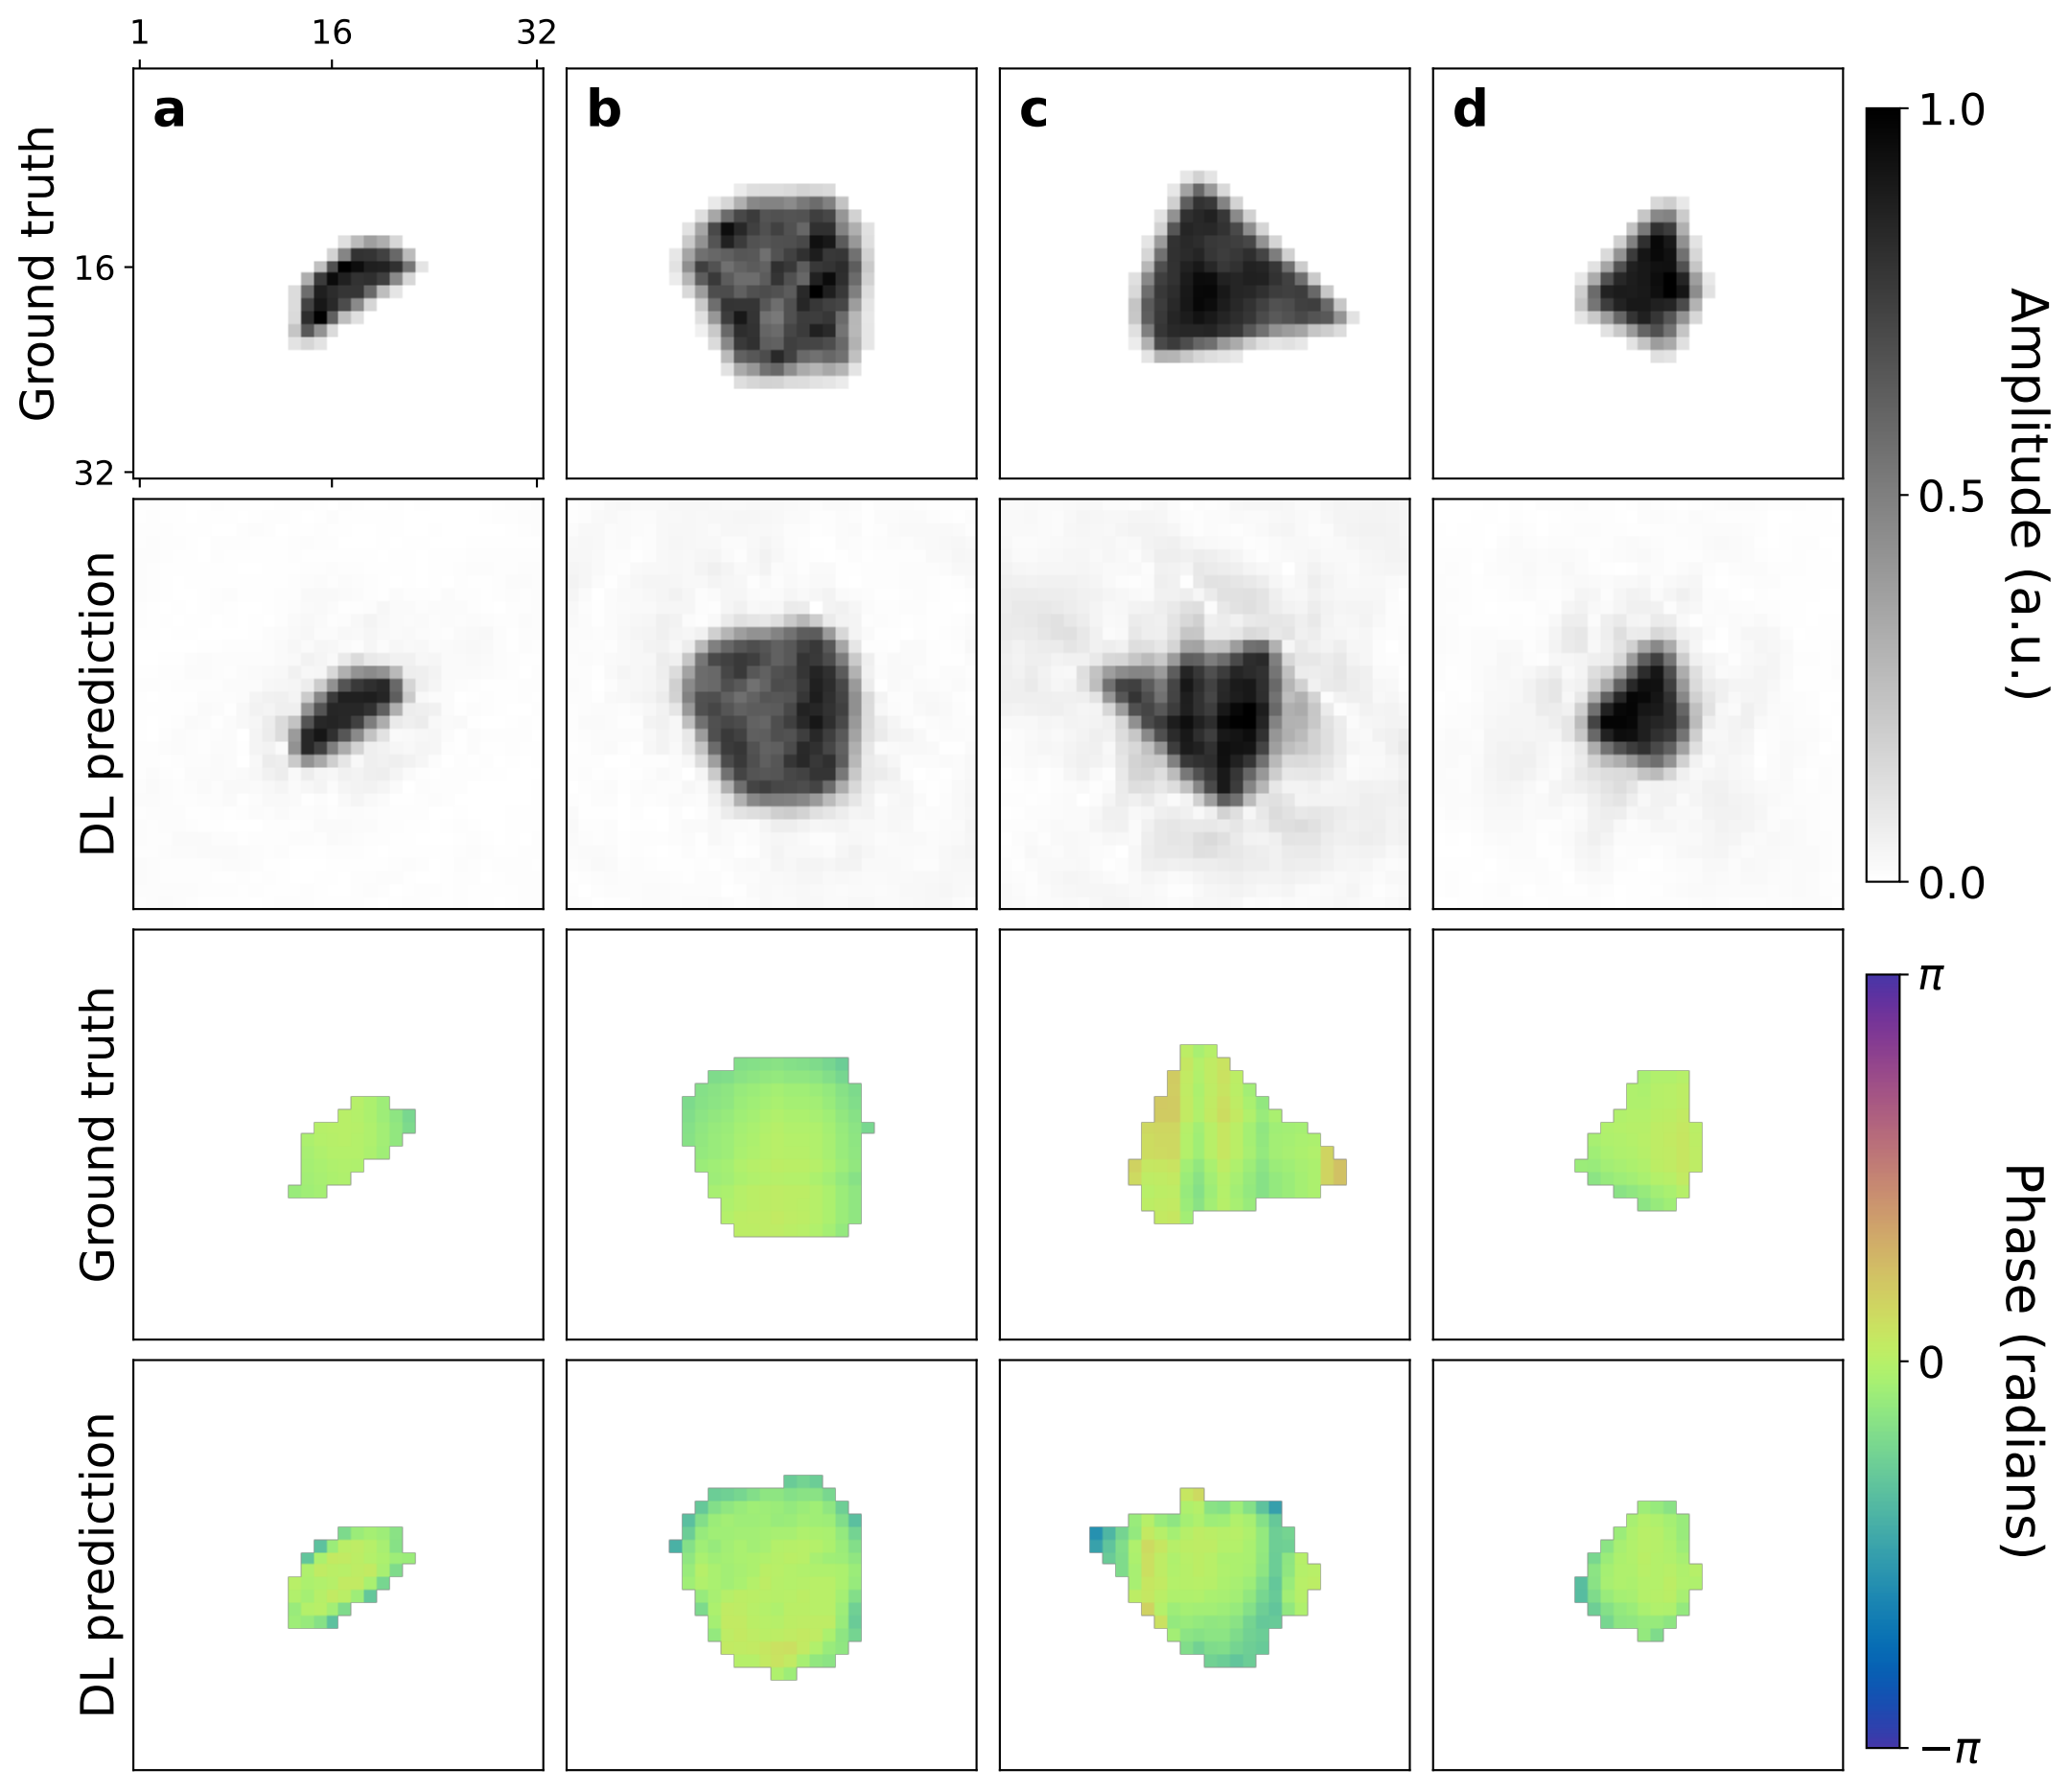 1 16 32
a b c d
Ground truth
16
32
DL prediction
Ground truth
DL prediction
1.0
0.5
0.0
Amplitude (a.u.)
π
0
−π
Phase (radians)